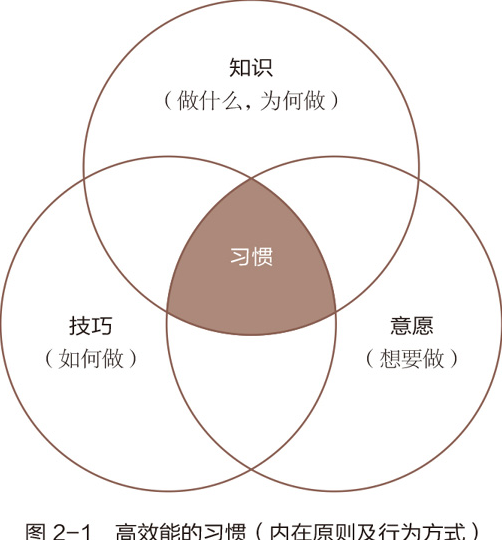 知识
（做什么，为何做）
习惯
技巧
（如何做）
意愿
（想要做）
图 2-1　高效能的习惯（内在原则及行为方式）